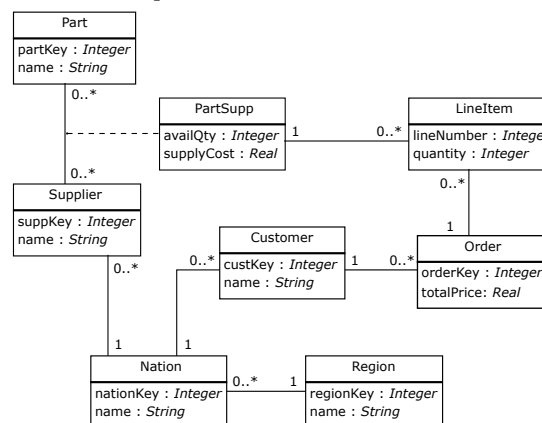 Part
partKey : Integer
name : String
0..*
PartSupp
availQty : Integer
supplyCost : Real
1
0..*
LineItem
lineNumber : Intege
quantity : Integer
0..*
Supplier
suppKey : Integer
name : String
0..*
0..*
1
Customer
custKey : Integer
name : String
0..*
1
0..*
Order
orderKey : Integer
totalPrice: Real
1
1
Nation
nationKey : Integer
name : String
0..*
1
Region
regionKey : Integer
name : String